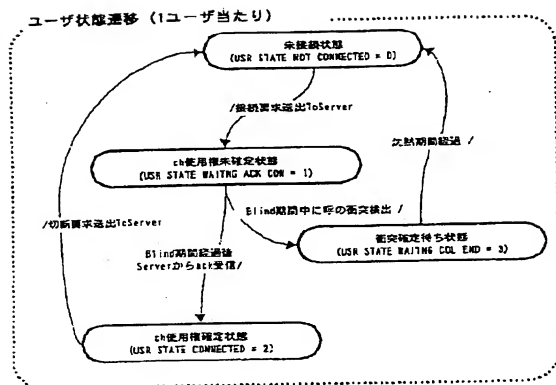 ユーザ状態遷移（1ユーザ当たり）
未接続状態
(USR STATE NOT CONNECTED = 0)
/接続要求送出ToServer
沈黙期間経過 /
ch使用権未確定状態
(USR STATE WAITNG ACK CON = 1)
/切断要求送出ToServer
Blind期間中に呼の衝突検出 /
衝突確定待ち状態
(USR STATE WAITNG COL END = 3)
Blind期間経過後
Serverからack受信/
ch使用権確定状態
(USR STATE CONNECTED = 2)